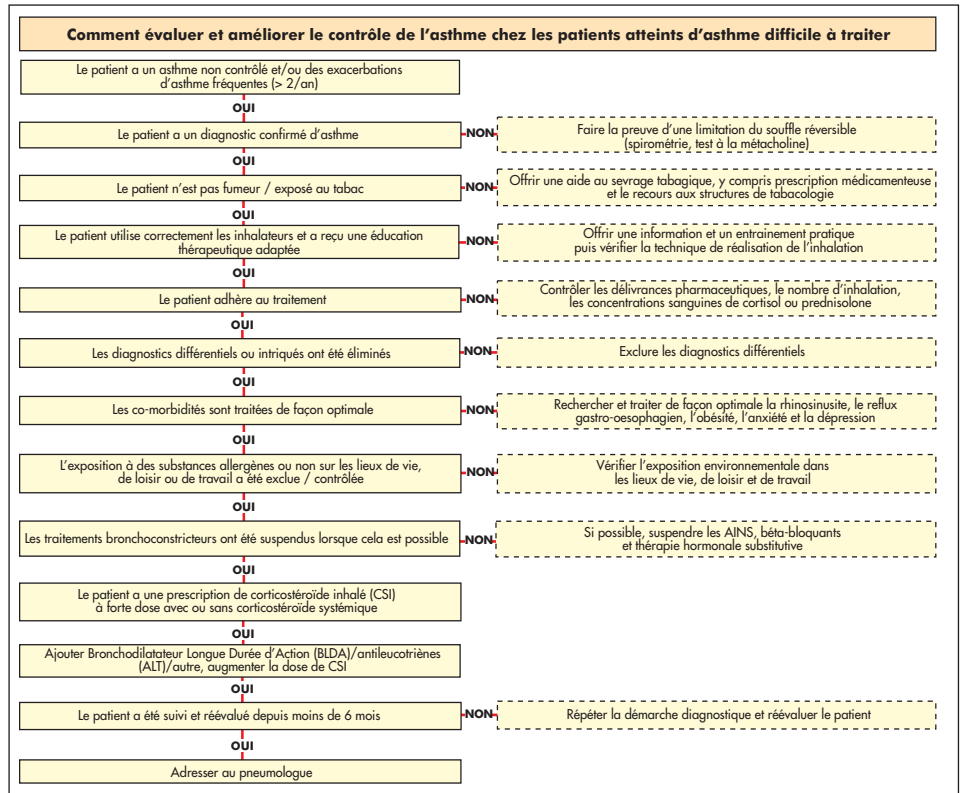 Comment évaluer et améliorer le contrôle de l'asthme chez les patients atteints d'asthme difficile à traiter
Le patient a un asthme non contrôlé et/ou des exacerbations
d'asthme fréquentes (> 2/an)
OUI
Le patient a un diagnostic confirmé d'asthme
NON
Faire la preuve d'une limitation du souffle réversible
(spirométrie, test à la métacholine)
OUI
Le patient n'est pas fumeur / exposé au tabac
NON
Offrir une aide au sevrage tabagique, y compris prescription médicamenteuse
et le recours aux structures de tabacologie
OUI
Le patient utilise correctement les inhalateurs et a reçu une éducation
thérapeutique adaptée
NON
Offrir une information et un entrainement pratique
puis vérifier la technique de réalisation de l'inhalation
OUI
Le patient adhère au traitement
NON
Contrôler les délivrances pharmaceutiques, le nombre d'inhalation,
les concentrations sanguines de cortisol ou prednisolone
OUI
Les diagnostics différentiels ou intriqués ont été éliminés
NON
Exclure les diagnostics différentiels
OUI
Les co-morbidités sont traitées de façon optimale
NON
Rechercher et traiter de façon optimale la rhinosinusite, le reflux
gastro-oesophagien, l'obésité, l'anxiété et la dépression
OUI
L'exposition à des substances allergènes ou non sur les lieux de vie,
de loisir ou de travail a été exclue / contrôlée
NON
Vérifier l'exposition environnementale dans
les lieux de vie, de loisir et de travail
OUI
Les traitements bronchoconstricteurs ont été suspendus lorsque cela est possible
NON
Si possible, suspendre les AINS, béta-bloquants
et thérapie hormonale substitutive
OUI
Le patient a une prescription de corticostéroïde inhalé (CSI)
à forte dose avec ou sans corticostéroïde systémique
OUI
Ajouter Bronchodilatateur Longue Durée d'Action (BLDA)/antileucotriènes
(ALT)/autre, augmenter la dose de CSI
OUI
Le patient a été suivi et réévalué depuis moins de 6 mois
NON
Répéter la démarche diagnostique et réévaluer le patient
OUI
Adresser au pneumologue